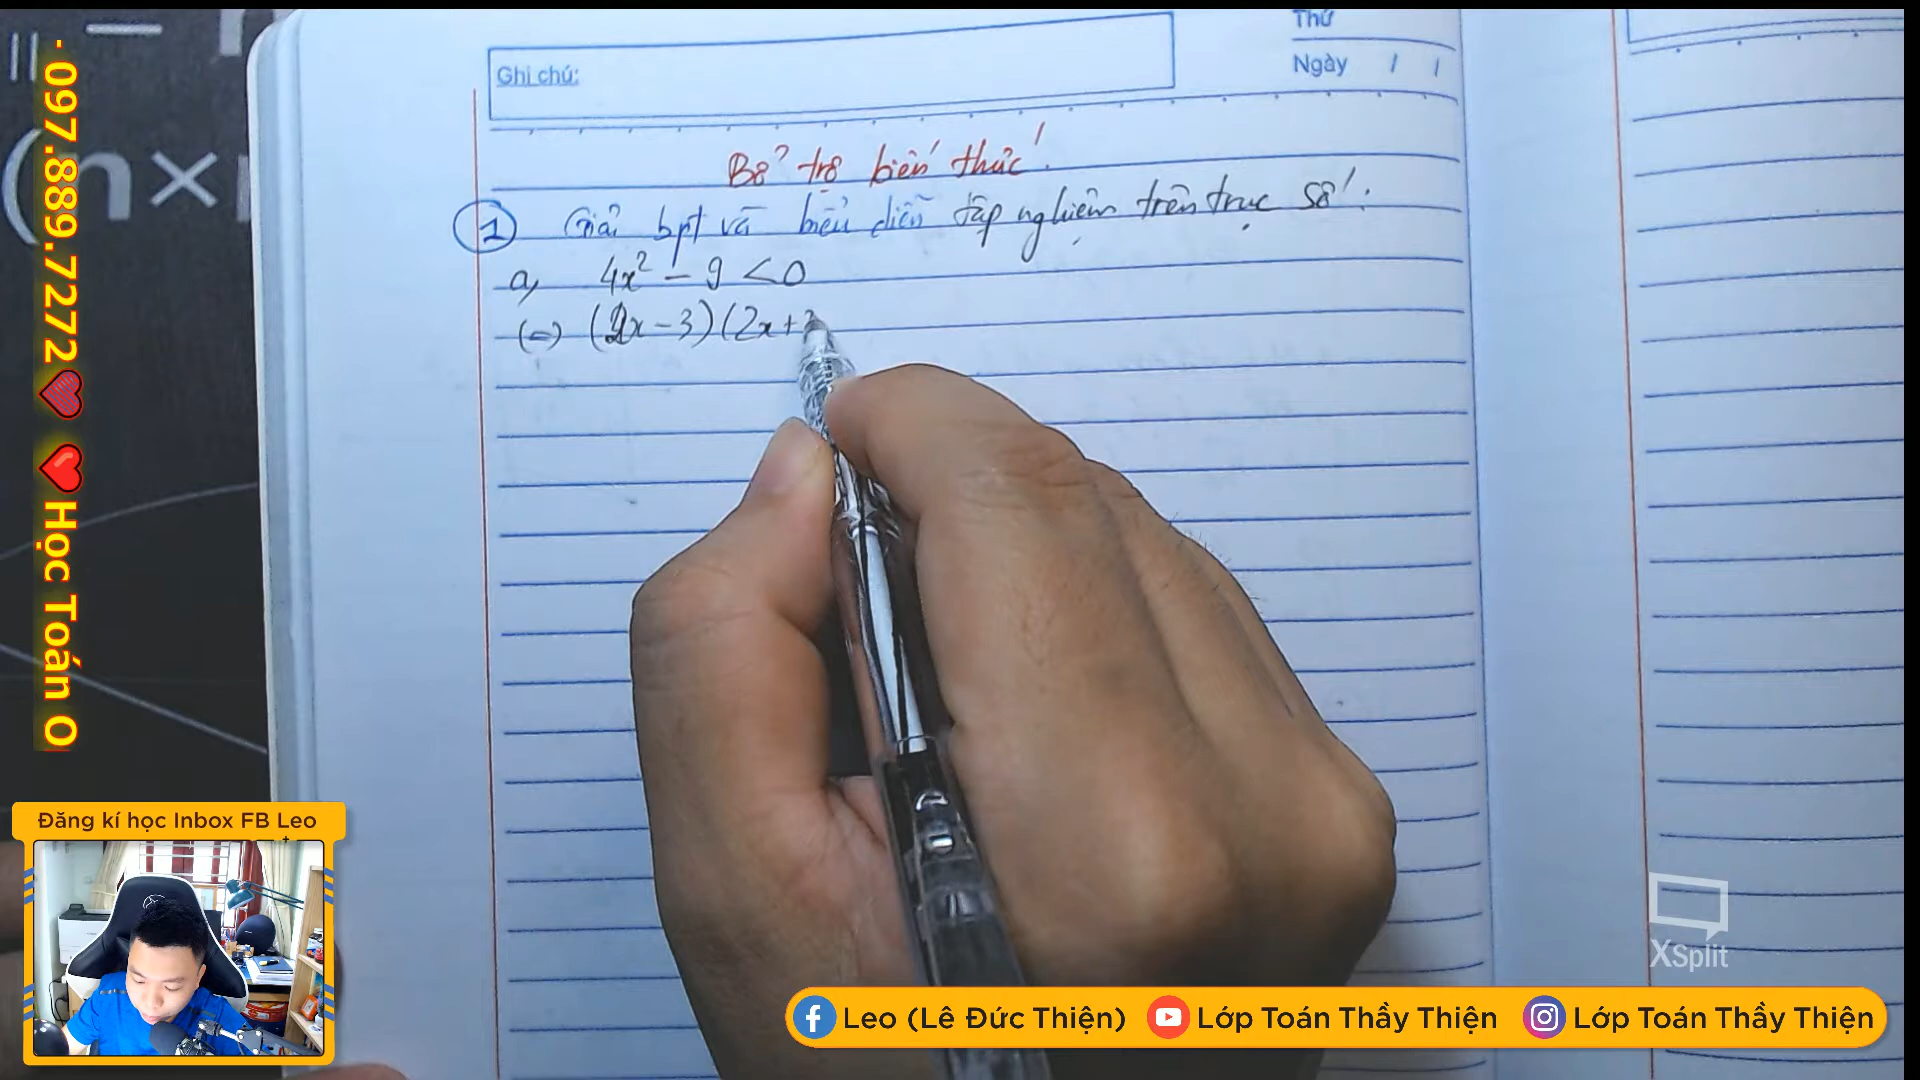 Thứ
Ghi chú:
Ngày / /
Bổ trợ kiến thức!
1 Giải bpt và biểu diễn tập nghiệm trên trục số:
a, 4x² - 9 < 0
(=) (2x - 3)(2x +
· 097.889.7272 ❤ ❤ Học Toán O
(n×
Đăng kí học Inbox FB Leo
XSplit
Leo (Lê Đức Thiện) Lớp Toán Thầy Thiện Lớp Toán Thầy Thiện